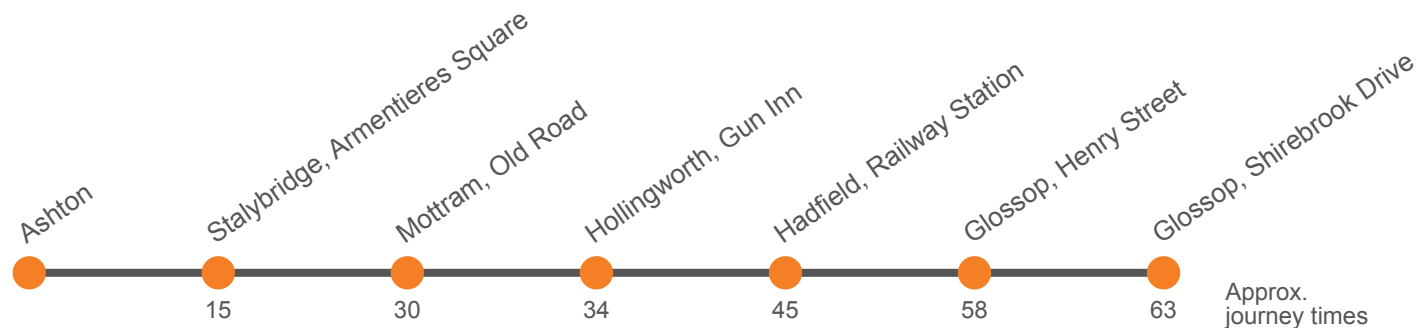 Ashton
Stalybridge, Armentieres Square
Mottram, Old Road
Hollingworth, Gun Inn
Hadfield, Railway Station
Glossop, Henry Street
Glossop, Shirebrook Drive
15
30
34
45
58
63
Approx.
journey times